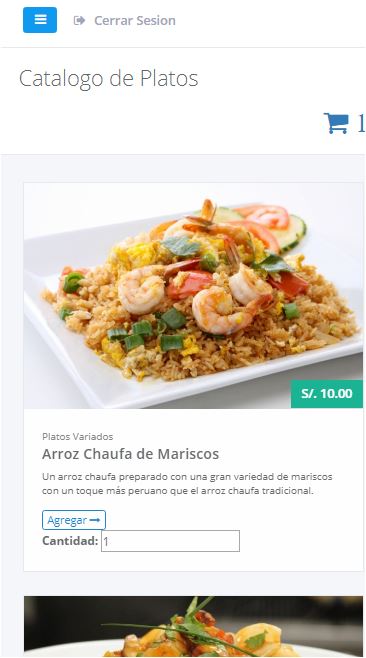 Cerrar Sesion
Catalogo de Platos
1
S/. 10.00
Platos Variados
Arroz Chaufa de Mariscos
Un arroz chaufa preparado con una gran variedad de mariscos
con un toque más peruano que el arroz chaufa tradicional.
Agregar
Cantidad: 1